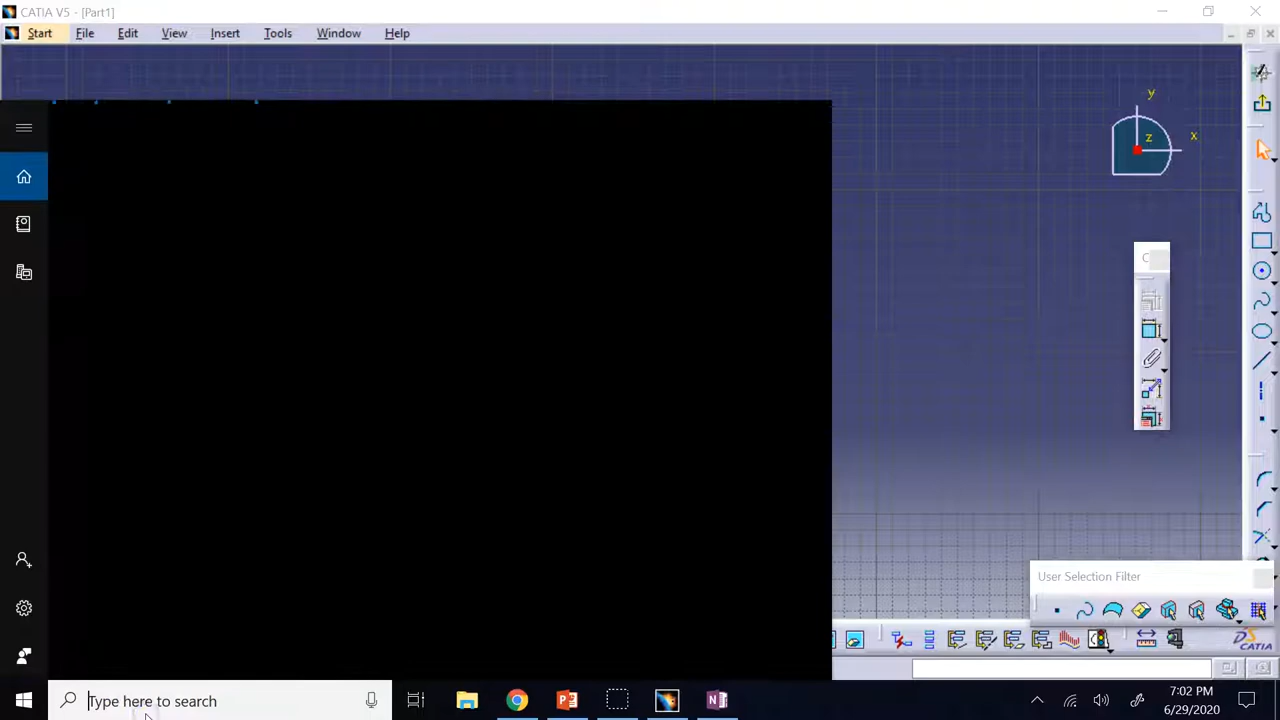 CATIA V5 - [Part1]
Start File Edit View Insert Tools Window Help
y
x
z
C
User Selection Filter
CATIA
Type here to search
7:02 PM
6/29/2020